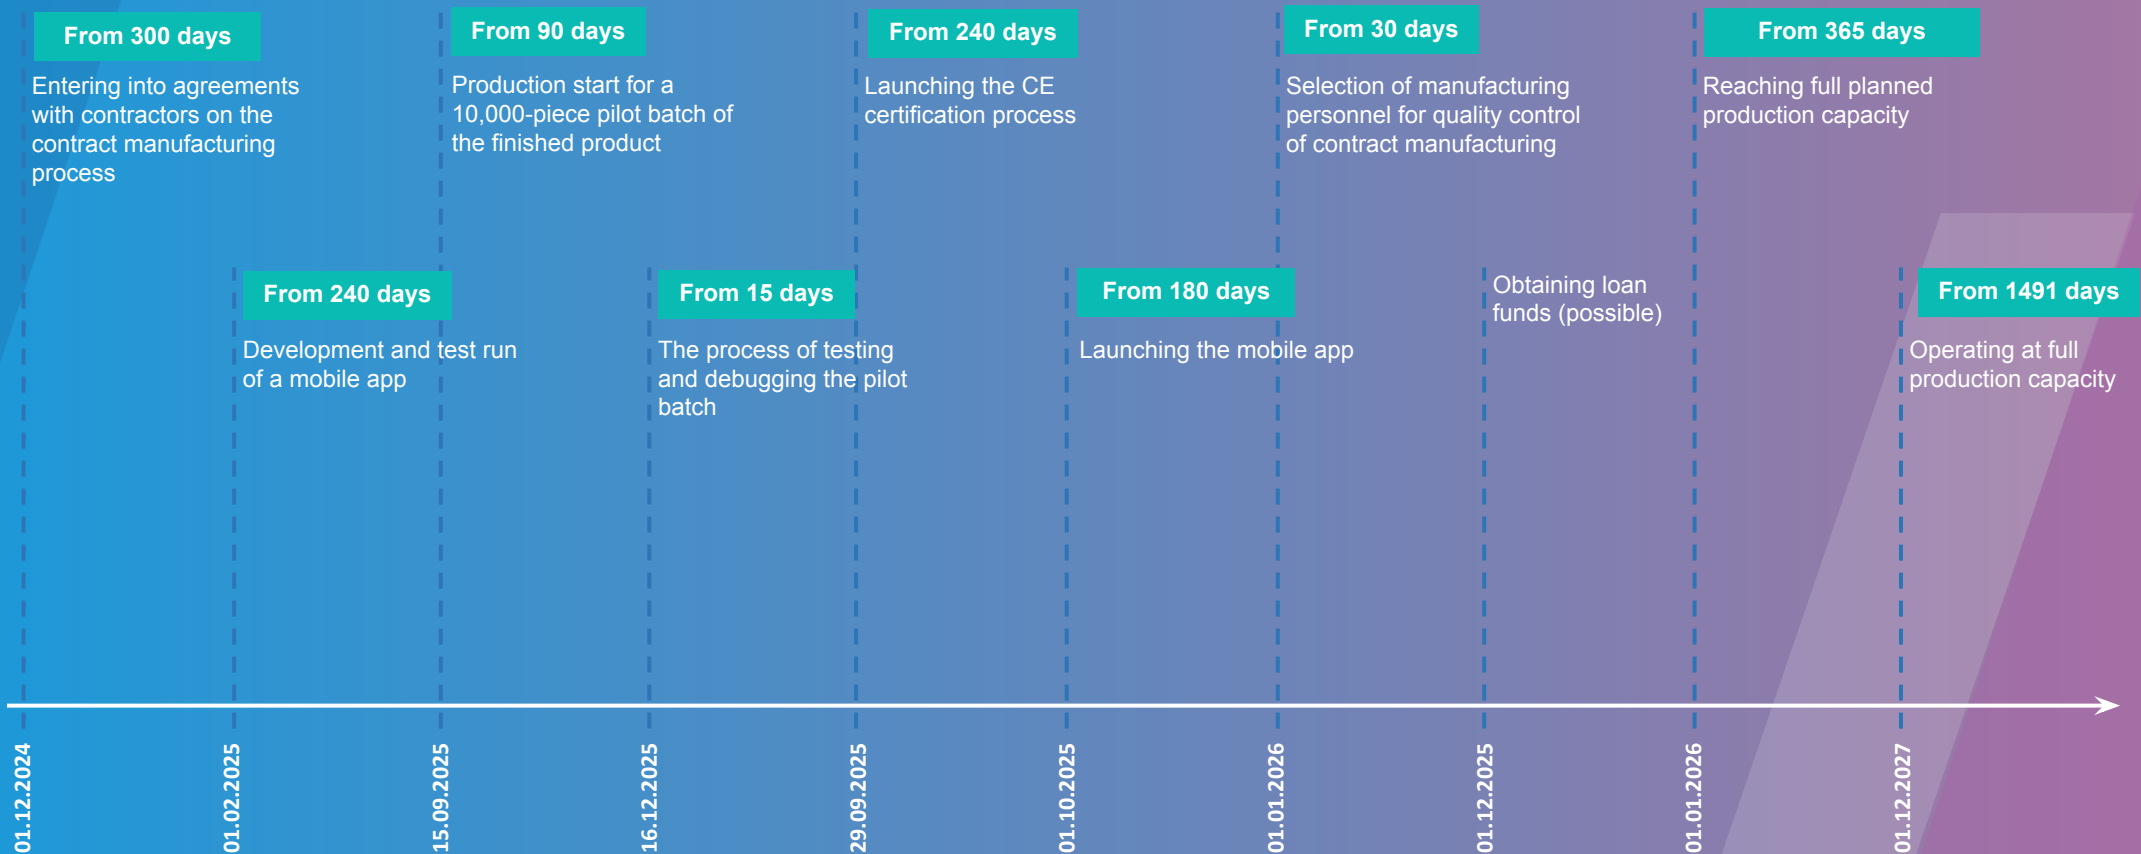 From 300 days
Entering into agreements
with contractors on the
contract manufacturing
process
From 90 days
Production start for a
10,000-piece pilot batch of
the finished product
From 240 days
Launching the CE
certification process
From 30 days
Selection of manufacturing
personnel for quality control
of contract manufacturing
From 365 days
Reaching full planned
production capacity
From 240 days
Development and test run
of a mobile app
From 15 days
The process of testing
and debugging the pilot
batch
From 180 days
Launching the mobile app
Obtaining loan
funds (possible)
From 1491 days
Operating at full
production capacity
01.12.2024
01.02.2025
15.09.2025
16.12.2025
29.09.2025
01.10.2025
01.01.2026
01.12.2025
01.01.2026
01.12.2027